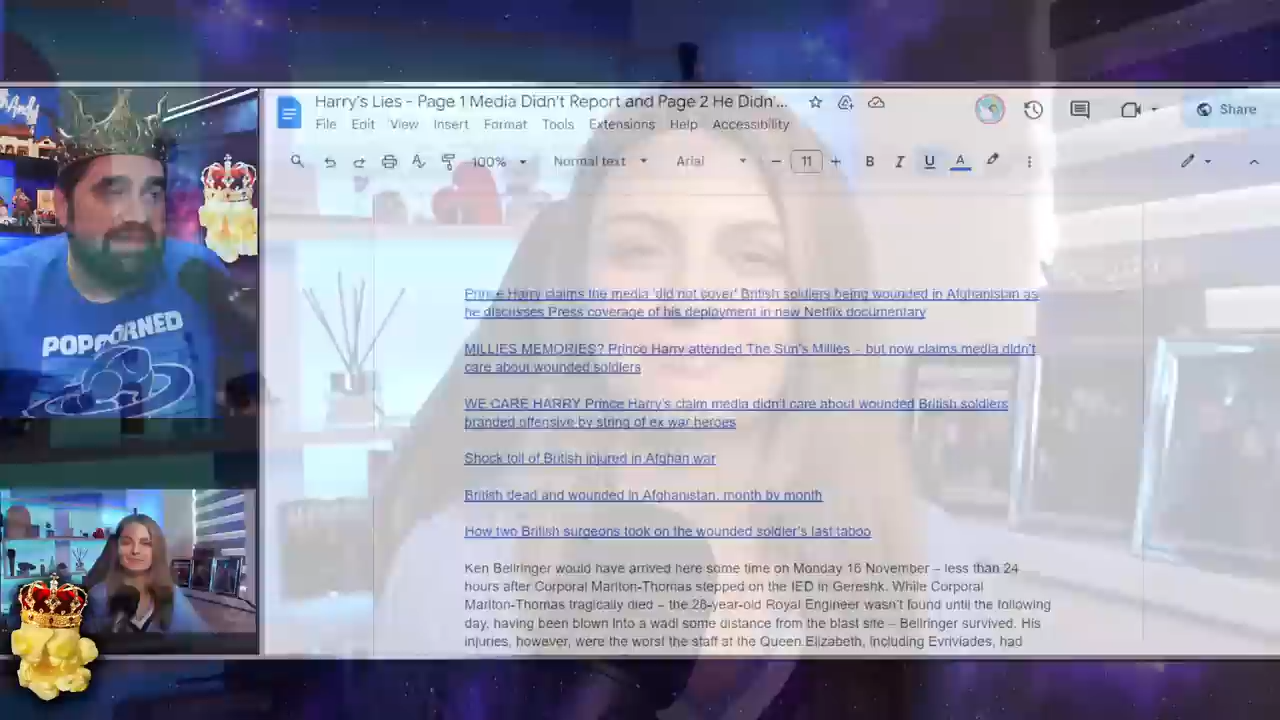 Harry's Lies - Page 1 Media Didn't Report and Page 2 He Didn'...
File Edit View Insert Format Tools Extensions Help Accessibility
Share
100% Normal text Arial 11 B I U A
Prince Harry claims the media 'did not cover' British soldiers being wounded in Afghanistan as
he discusses Press coverage of his deployment in new Netflix documentary
MILLIES MEMORIES? Prince Harry attended The Sun's Millies – but now claims media didn't
care about wounded soldiers
WE CARE HARRY Prince Harry's claim media didn't care about wounded British soldiers
branded offensive by string of ex war heroes
Shock toll of British injured in Afghan war
British dead and wounded in Afghanistan, month by month
How two British surgeons took on the wounded soldier's last taboo
Ken Bellringer would have arrived here some time on Monday 16 November – less than 24
hours after Corporal Marlton-Thomas stepped on the IED in Gereshk. While Corporal
Marlton-Thomas tragically died – the 28-year-old Royal Engineer wasn't found until the following
day, having been blown into a wadi some distance from the blast site – Bellringer survived. His
injuries, however, were the worst the staff at the Queen Elizabeth, including Evriviades, had
Andy
POPCORNED